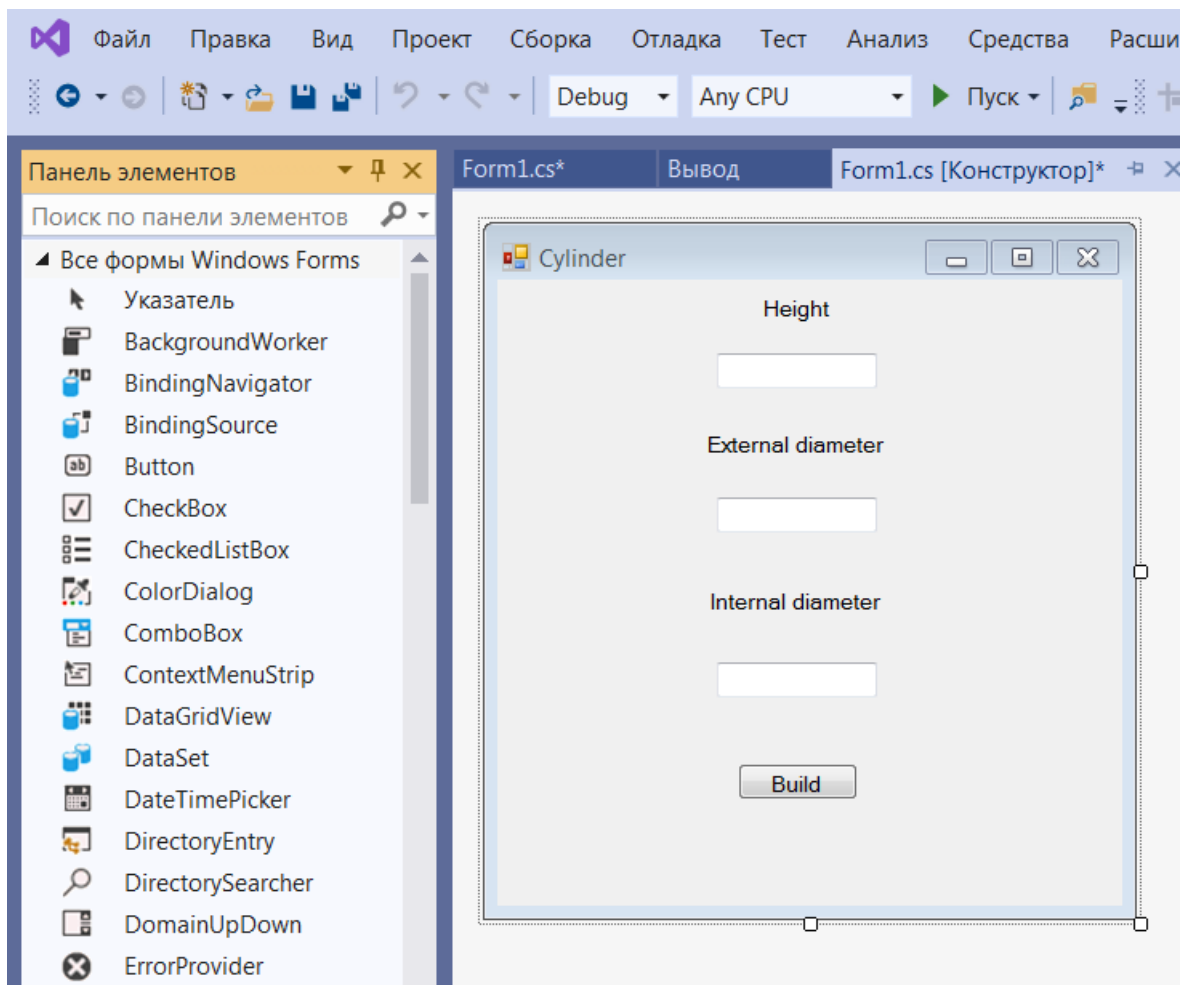 Файл Правка Вид Проект Сборка Отладка Тест Анализ Средства Расши
Debug Any CPU Пуск
Панель элементов
Поиск по панели элементов
Все формы Windows Forms
Указатель
BackgroundWorker
BindingNavigator
BindingSource
Button
CheckBox
CheckedListBox
ColorDialog
ComboBox
ContextMenuStrip
DataGridView
DataSet
DateTimePicker
DirectoryEntry
DirectorySearcher
DomainUpDown
ErrorProvider
Form1.cs* Вывод Form1.cs [Конструктор]*
Cylinder
Height
External diameter
Internal diameter
Build